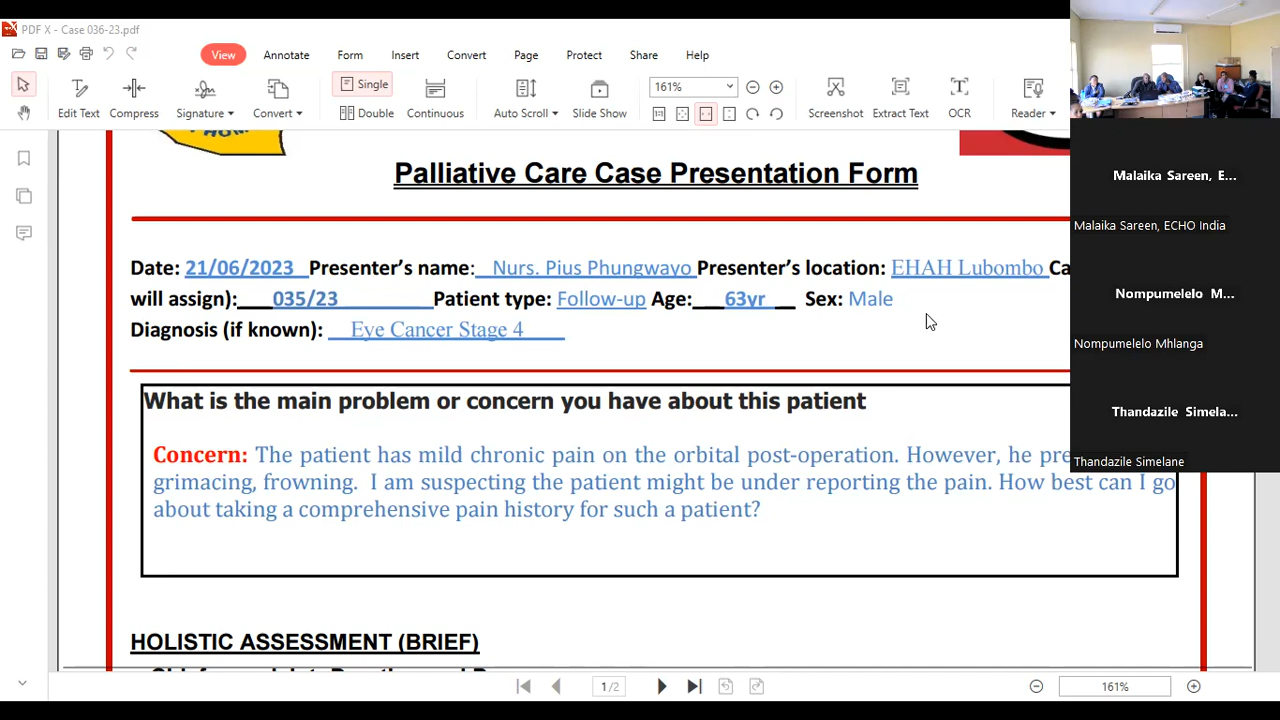 PDF X - Case 036-23.pdf
View Annotate Form Insert Convert Page Protect Share Help
Edit Text Compress Signature Convert Single Double Continuous Auto Scroll Slide Show 161% Screenshot Extract Text OCR Reader
Palliative Care Case Presentation Form
Date: 21/06/2023 Presenter's name: Nurs. Pius Phungwayo Presenter's location: EHAH Lubombo Ca
will assign): 035/23 Patient type: Follow-up Age: 63yr Sex: Male
Diagnosis (if known): Eye Cancer Stage 4
What is the main problem or concern you have about this patient
Concern: The patient has mild chronic pain on the orbital post-operation. However, he pre
grimacing, frowning. I am suspecting the patient might be under reporting the pain. How best can I go
about taking a comprehensive pain history for such a patient?
HOLISTIC ASSESSMENT (BRIEF)
1/2 161%
Malaika Sareen, E...
Malaika Sareen, ECHO India
Nompumelelo M...
Nompumelelo Mhlanga
Thandazile Simela...
Thandazile Simelane